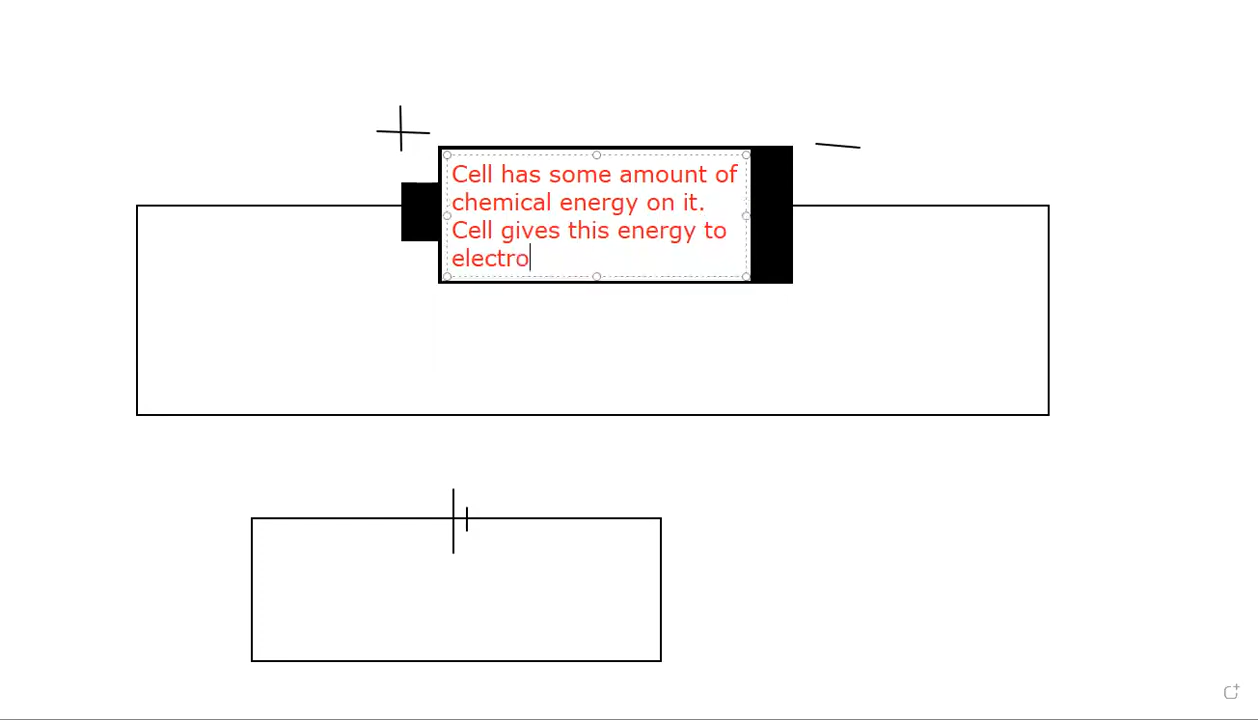 +
−
Cell has some amount of
chemical energy on it.
Cell gives this energy to
electro